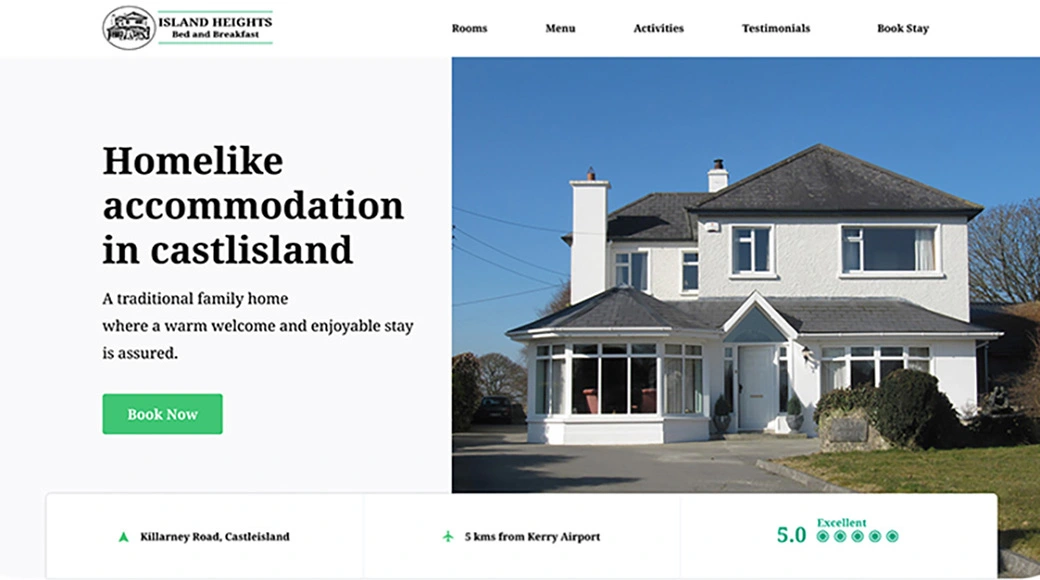 ISLAND HEIGHTS
Bed and Breakfast
Rooms Menu Activities Testimonials Book Stay
Homelike
accommodation
in castlisland
A traditional family home
where a warm welcome and enjoyable stay
is assured.
Book Now
Killarney Road, Castleisland
5 kms from Kerry Airport
5.0 Excellent